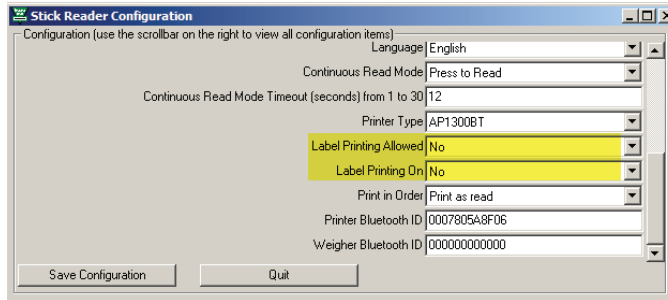 Stick Reader Configuration
Configuration (use the scrollbar on the right to view all configuration items)
Language English
Continuous Read Mode Press to Read
Continuous Read Mode Timeout (seconds) from 1 to 30 12
Printer Type AP1300BT
Label Printing Allowed No
Label Printing On No
Print in Order Print as read
Printer Bluetooth ID 0007805A8F06
Weigher Bluetooth ID 000000000000
Save Configuration Quit